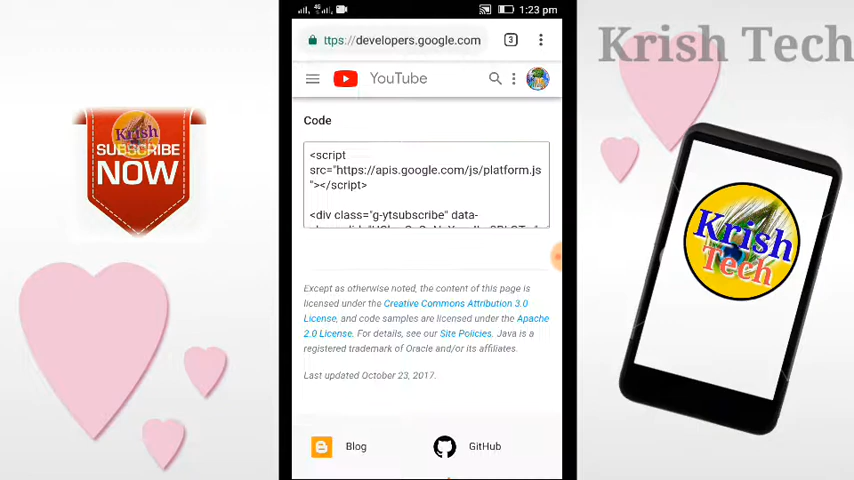 1:23 pm
ttps://developers.google.com
3
Krish Tech
YouTube
Code
<script
src="https://apis.google.com/js/platform.js
"></script>
<div class="g-ytsubscribe" data-
Krish
SUBSCRIBE
NOW
Krish
Tech
Except as otherwise noted, the content of this page is
licensed under the Creative Commons Attribution 3.0
License, and code samples are licensed under the Apache
2.0 License. For details, see our Site Policies. Java is a
registered trademark of Oracle and/or its affiliates.
Last updated October 23, 2017.
Blog
GitHub